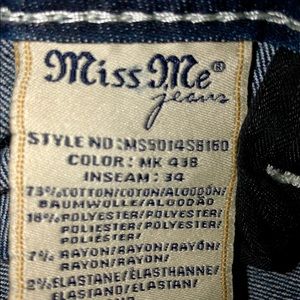 Miss Me®
jeans
STYLE NO:MS5014SB160
COLOR: MK 438
INSEAM: 34
73%COTTON/COTON/ALGODÓN/
BAUMWOLLE/ALGODÃO
18%POLYESTER/POLYESTER/
POLIÉSTER/POLYESTER/
POLIÉSTER/
7% RAYON/RAYON/RAYÓN/
RAYON/RAYON/
2%ELASTANE/ÉLASTHANNE/
ELASTANO/ELASTAN/